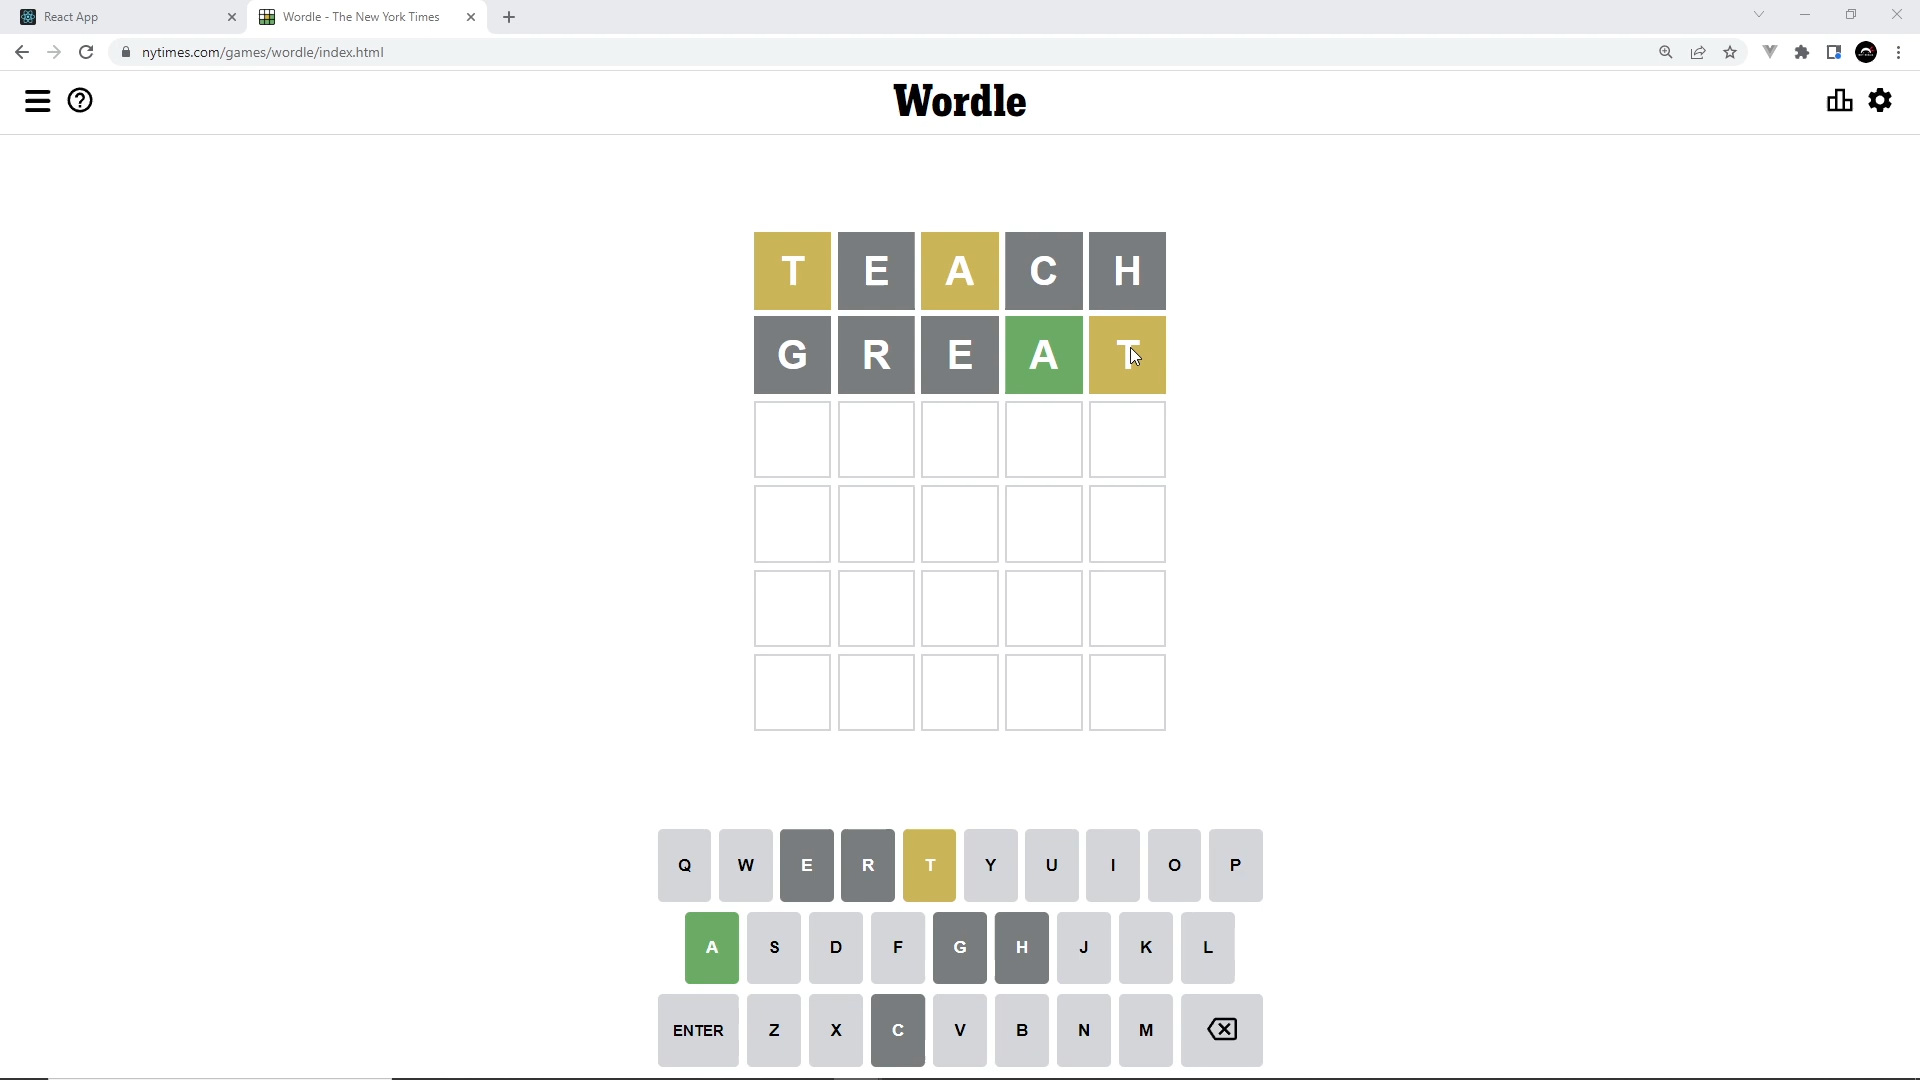 React App
Wordle - The New York Times
nytimes.com/games/wordle/index.html
Wordle
T E A C H
G R E A T
Q W E R T Y U I O P
A S D F G H J K L
ENTER Z X C V B N M